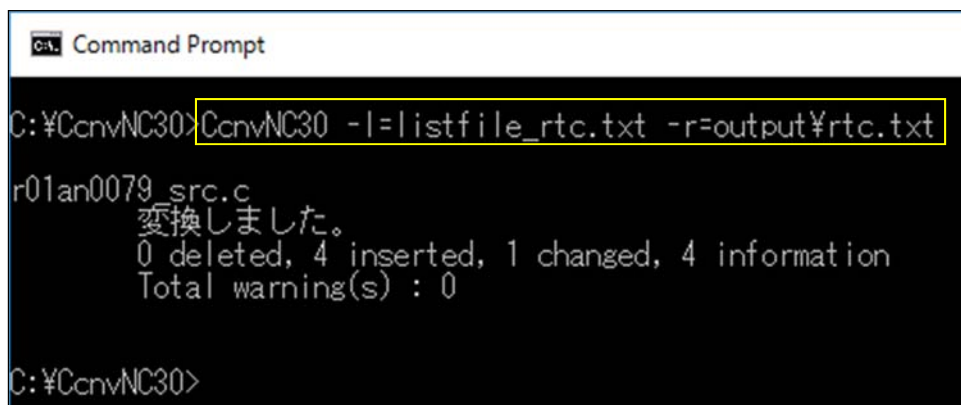 Command Prompt
C:¥CcnvNC30>CcnvNC30 -l=listfile_rtc.txt -r=output¥rtc.txt
r01an0079_src.c
変換しました。
0 deleted, 4 inserted, 1 changed, 4 information
Total warning(s) : 0
C:¥CcnvNC30>